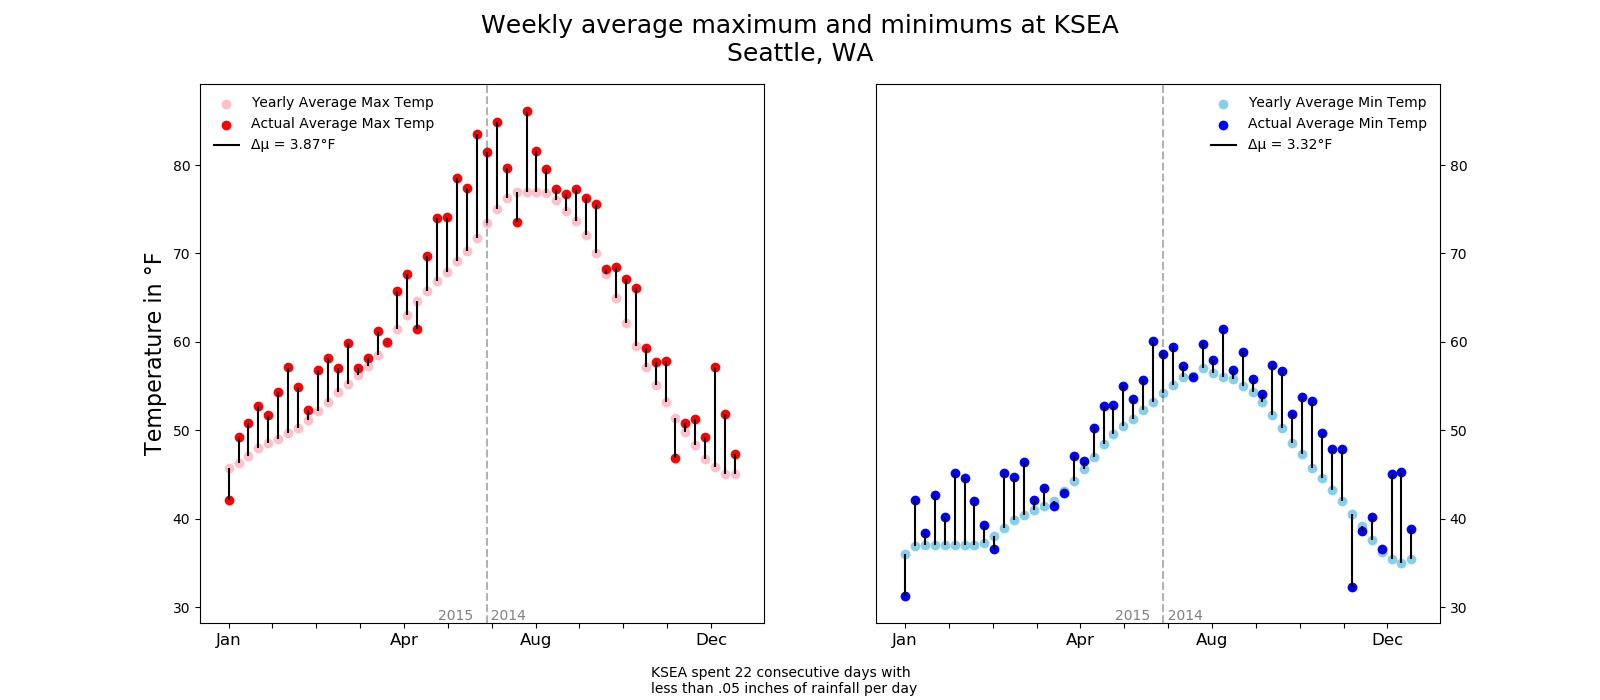 Weekly average maximum and minimums at KSEA
Seattle, WA
Temperature in °F
Yearly Average Max Temp
Actual Average Max Temp
Δμ = 3.87°F
80
70
60
50
40
30
2015 2014
Jan Apr Aug Dec
Yearly Average Min Temp
Actual Average Min Temp
Δμ = 3.32°F
80
70
60
50
40
30
2015 2014
Jan Apr Aug Dec
KSEA spent 22 consecutive days with
less than .05 inches of rainfall per day